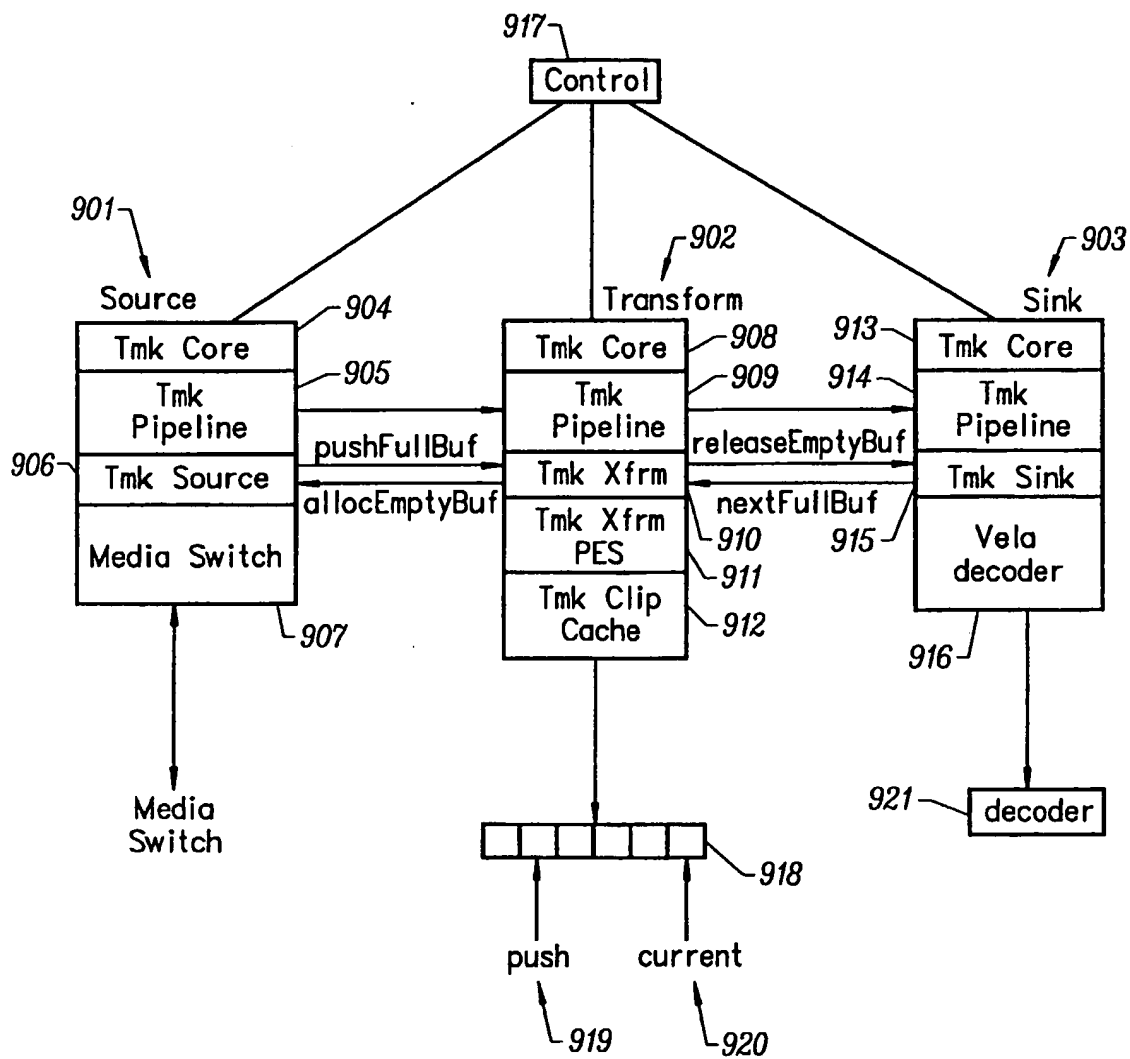 917
Control
901
902
903
Source
Transform
Sink
904
Tmk Core
908
Tmk Core
913
Tmk Core
905
Tmk
Pipeline
909
Tmk
Pipeline
914
Tmk
Pipeline
pushFullBuf
releaseEmptyBuf
906
Tmk Source
Tmk Xfrm
Tmk Sink
allocEmptyBuf
nextFullBuf
910
915
Media Switch
Tmk Xfrm
PES
911
Vela
decoder
907
Tmk Clip
Cache
912
916
Media
Switch
921
decoder
918
push
current
919
920